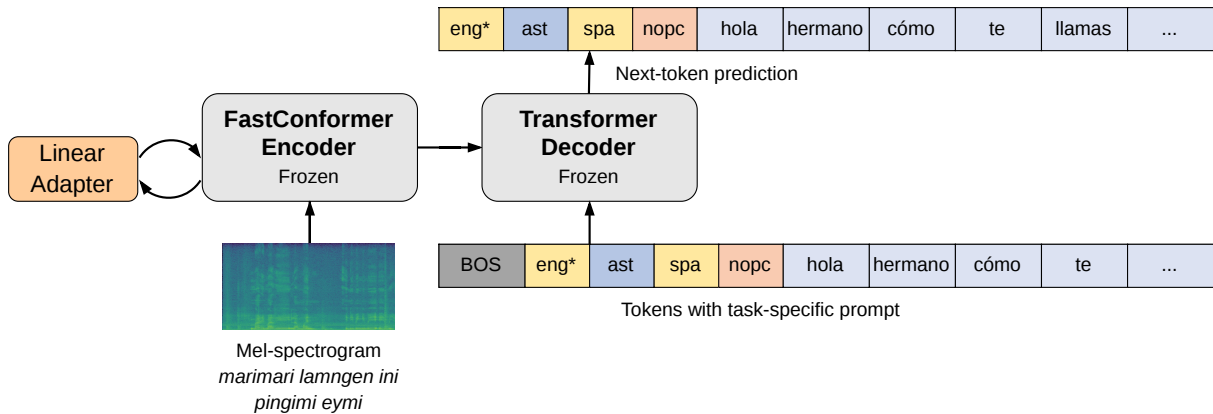 eng* ast spa nopc hola hermano cómo te llamas ...
Next-token prediction
FastConformer
Encoder
Frozen
Transformer
Decoder
Frozen
Linear
Adapter
BOS eng* ast spa nopc hola hermano cómo te ...
Tokens with task-specific prompt
Mel-spectrogram
marimari lamngen ini
pingimi eymi